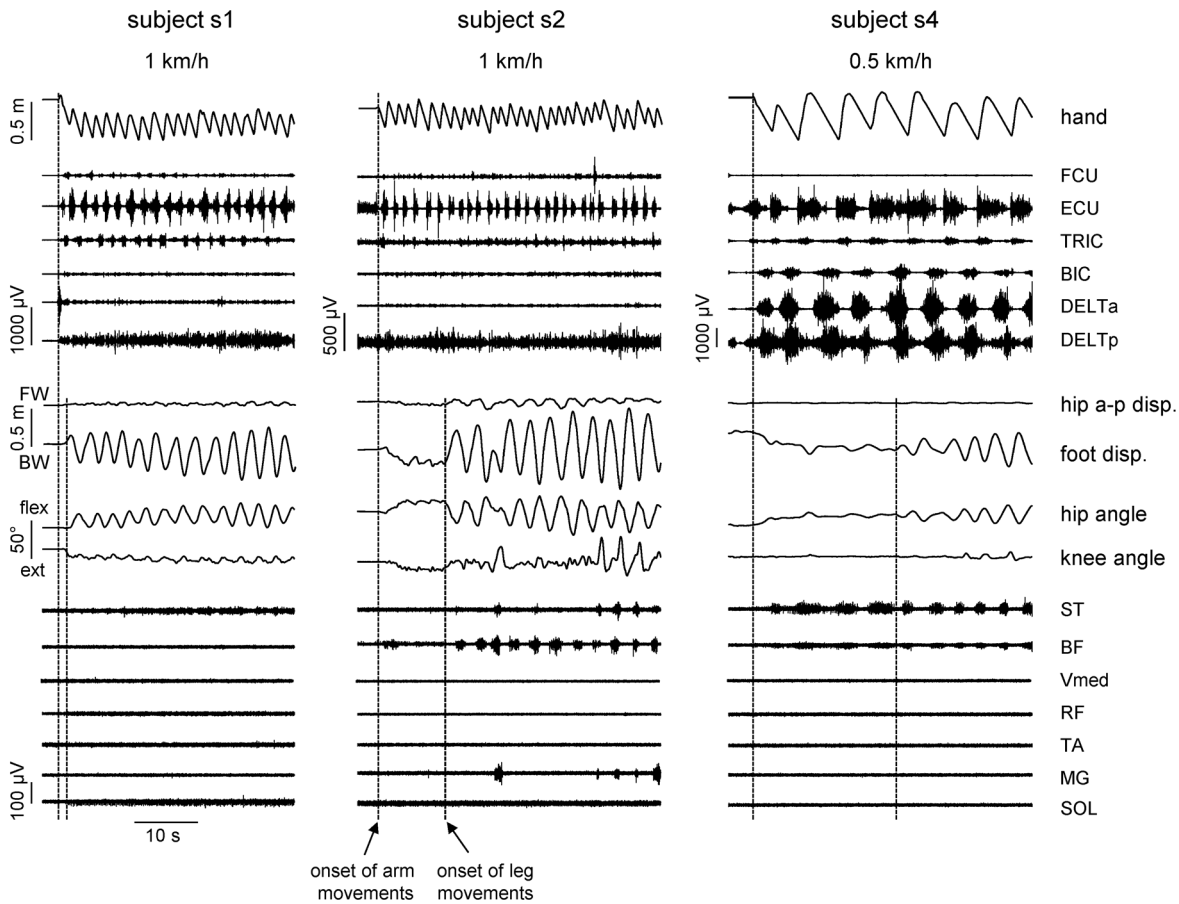 subject s1
subject s2
subject s4
1 km/h
1 km/h
0.5 km/h
0.5 m
hand
FCU
ECU
TRIC
BIC
DELTa
DELTp
1000 µV
500 µV
1000 µV
FW
0.5 m
BW
hip a-p disp.
foot disp.
flex
50°
ext
hip angle
knee angle
ST
BF
Vmed
RF
TA
MG
SOL
100 µV
10 s
onset of arm
movements
onset of leg
movements